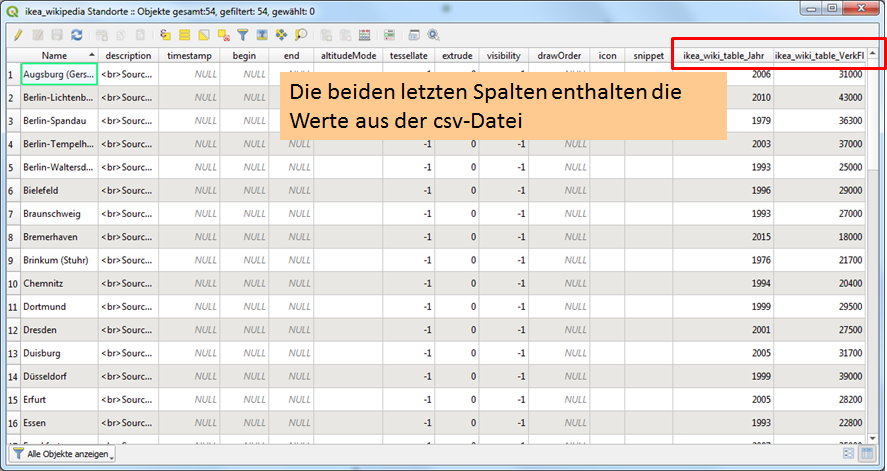 ikea_wikipedia Standorte :: Objekte gesamt:54, gefiltert: 54, gewählt: 0
Name description timestamp begin end altitudeMode tessellate extrude visibility drawOrder icon snippet ikea_wiki_table_Jahr ikea_wiki_table_VerkFl
1 Augsburg (Gers... <br>Sourc... NULL NULL NULL -1 0 -1 NULL 2006 31000
Die beiden letzten Spalten enthalten die
Werte aus der csv-Datei
2 Berlin-Lichtenb... <br>Sourc... NULL NULL 2010 43000
3 Berlin-Spandau <br>Sourc... NULL NULL 1979 36300
4 Berlin-Tempelh... <br>Sourc... NULL NULL NULL -1 0 -1 NULL 2003 37000
5 Berlin-Waltersd... <br>Sourc... NULL NULL NULL -1 0 -1 NULL 1993 25000
6 Bielefeld <br>Sourc... NULL NULL NULL -1 0 -1 NULL 1996 29000
7 Braunschweig <br>Sourc... NULL NULL NULL -1 0 -1 NULL 1993 27000
8 Bremerhaven <br>Sourc... NULL NULL NULL -1 0 -1 NULL 2015 18000
9 Brinkum (Stuhr) <br>Sourc... NULL NULL NULL -1 0 -1 NULL 1976 21700
10 Chemnitz <br>Sourc... NULL NULL NULL -1 0 -1 NULL 1994 20400
11 Dortmund <br>Sourc... NULL NULL NULL -1 0 -1 NULL 1999 29500
12 Dresden <br>Sourc... NULL NULL NULL -1 0 -1 NULL 2001 27500
13 Duisburg <br>Sourc... NULL NULL NULL -1 0 -1 NULL 2005 31700
14 Düsseldorf <br>Sourc... NULL NULL NULL -1 0 -1 NULL 1999 39000
15 Erfurt <br>Sourc... NULL NULL NULL -1 0 -1 NULL 2005 28200
16 Essen <br>Sourc... NULL NULL NULL -1 0 -1 NULL 1993 22800
Alle Objekte anzeigen